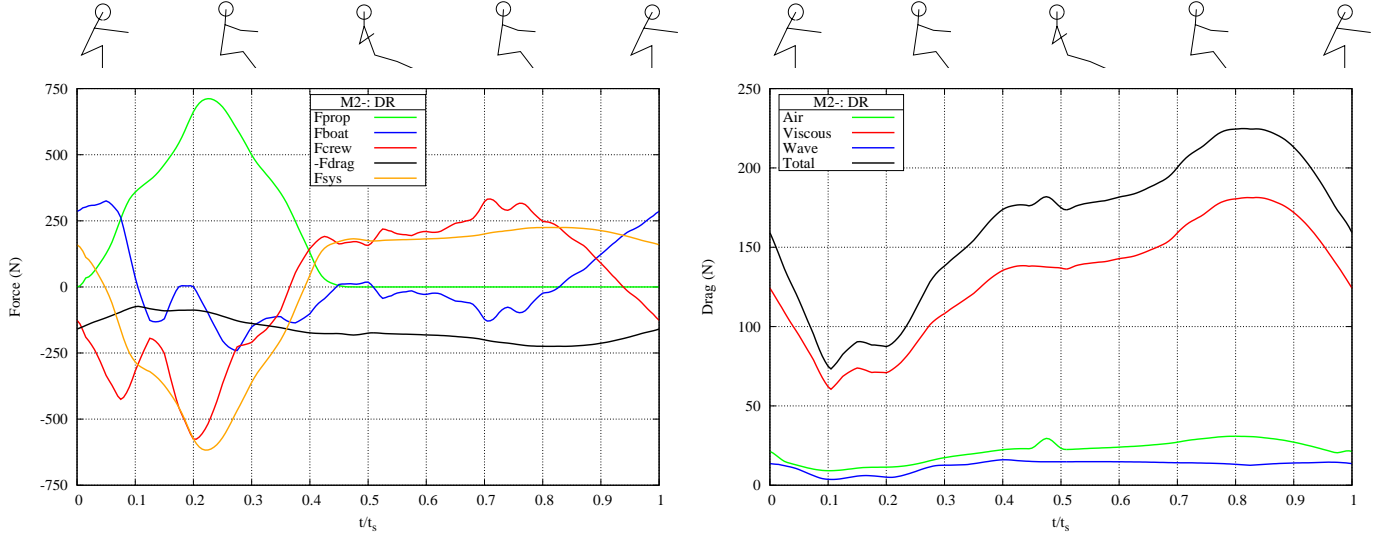 M2-: DR
Fprop
Fboat
Fcrew
-Fdrag
Fsys
750
500
250
0
-250
-500
-750
Force (N)
0 0.1 0.2 0.3 0.4 0.5 0.6 0.7 0.8 0.9 1
t/ts
M2-: DR
Air
Viscous
Wave
Total
250
200
150
100
50
0
Drag (N)
0 0.1 0.2 0.3 0.4 0.5 0.6 0.7 0.8 0.9 1
t/ts